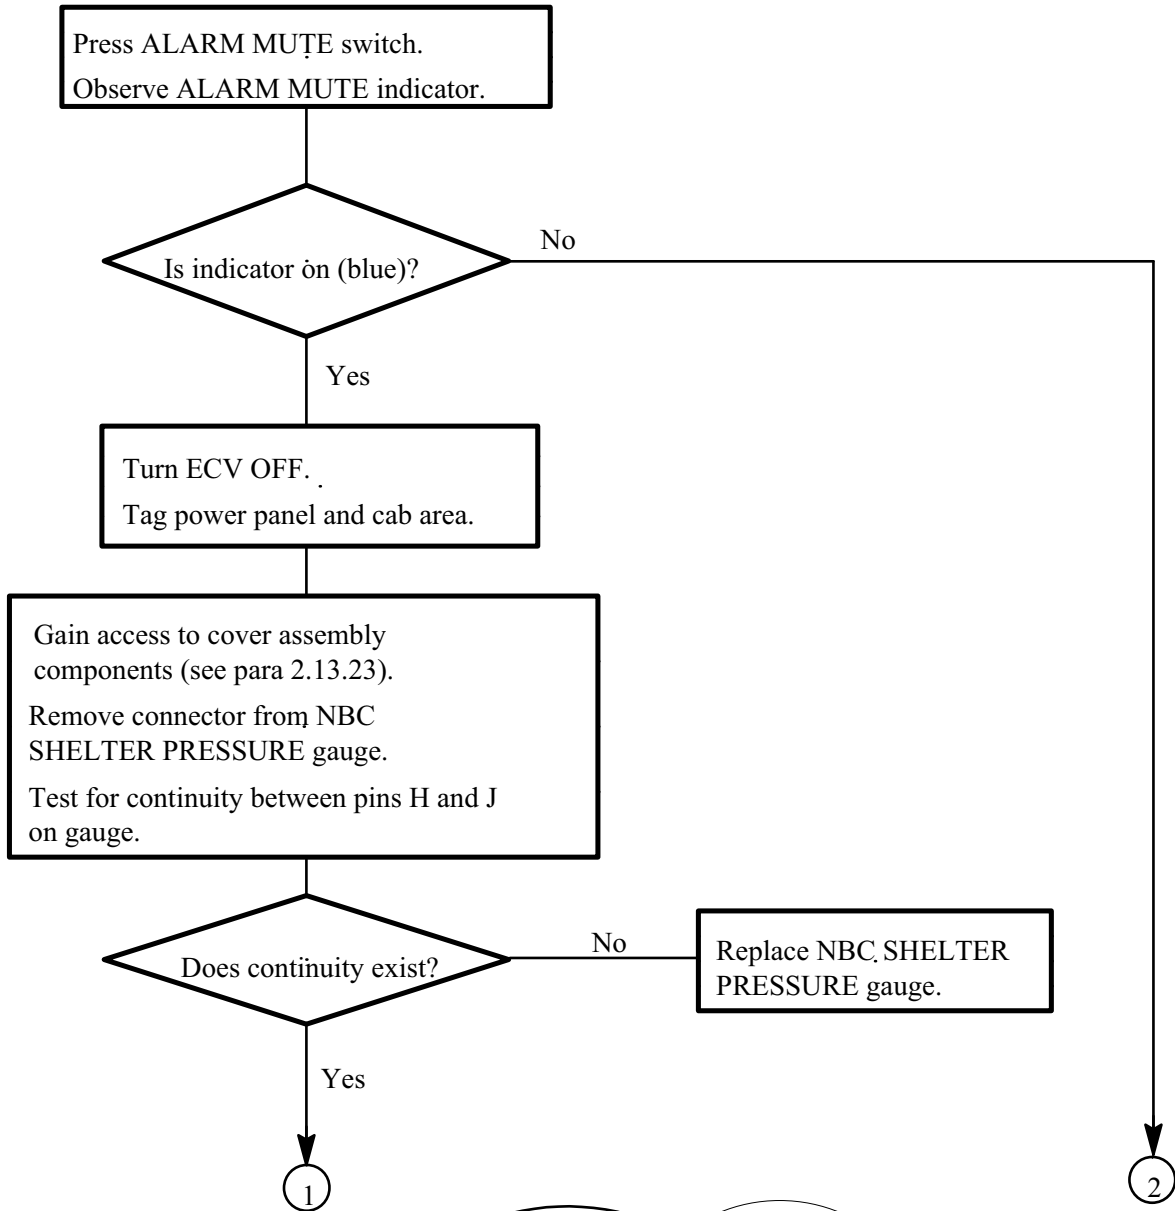 Press ALARM MUTE switch.
Observe ALARM MUTE indicator.
Is indicator on (blue)?
No
Yes
Turn ECV OFF.
Tag power panel and cab area.
Gain access to cover assembly
components (see para 2.13.23).
Remove connector from NBC
SHELTER PRESSURE gauge.
Test for continuity between pins H and J
on gauge.
Does continuity exist?
No
Replace NBC SHELTER
PRESSURE gauge.
Yes
1
2